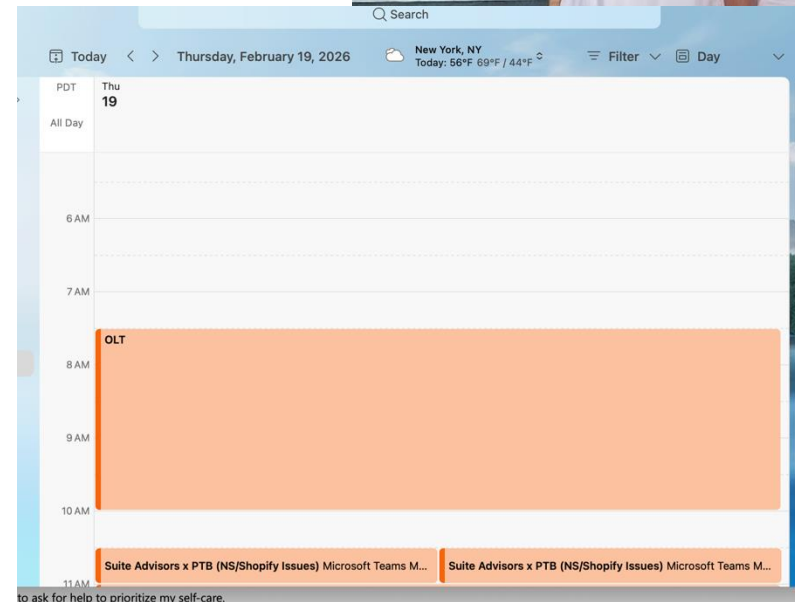 Search
Today < > Thursday, February 19, 2026 New York, NY Today: 56°F 69°F / 44°F Filter Day
PDT Thu
19
All Day
6 AM
7 AM
OLT
8 AM
9 AM
10 AM
Suite Advisors x PTB (NS/Shopify Issues) Microsoft Teams M... Suite Advisors x PTB (NS/Shopify Issues) Microsoft Teams M...
11 AM
to ask for help to prioritize my self-care.